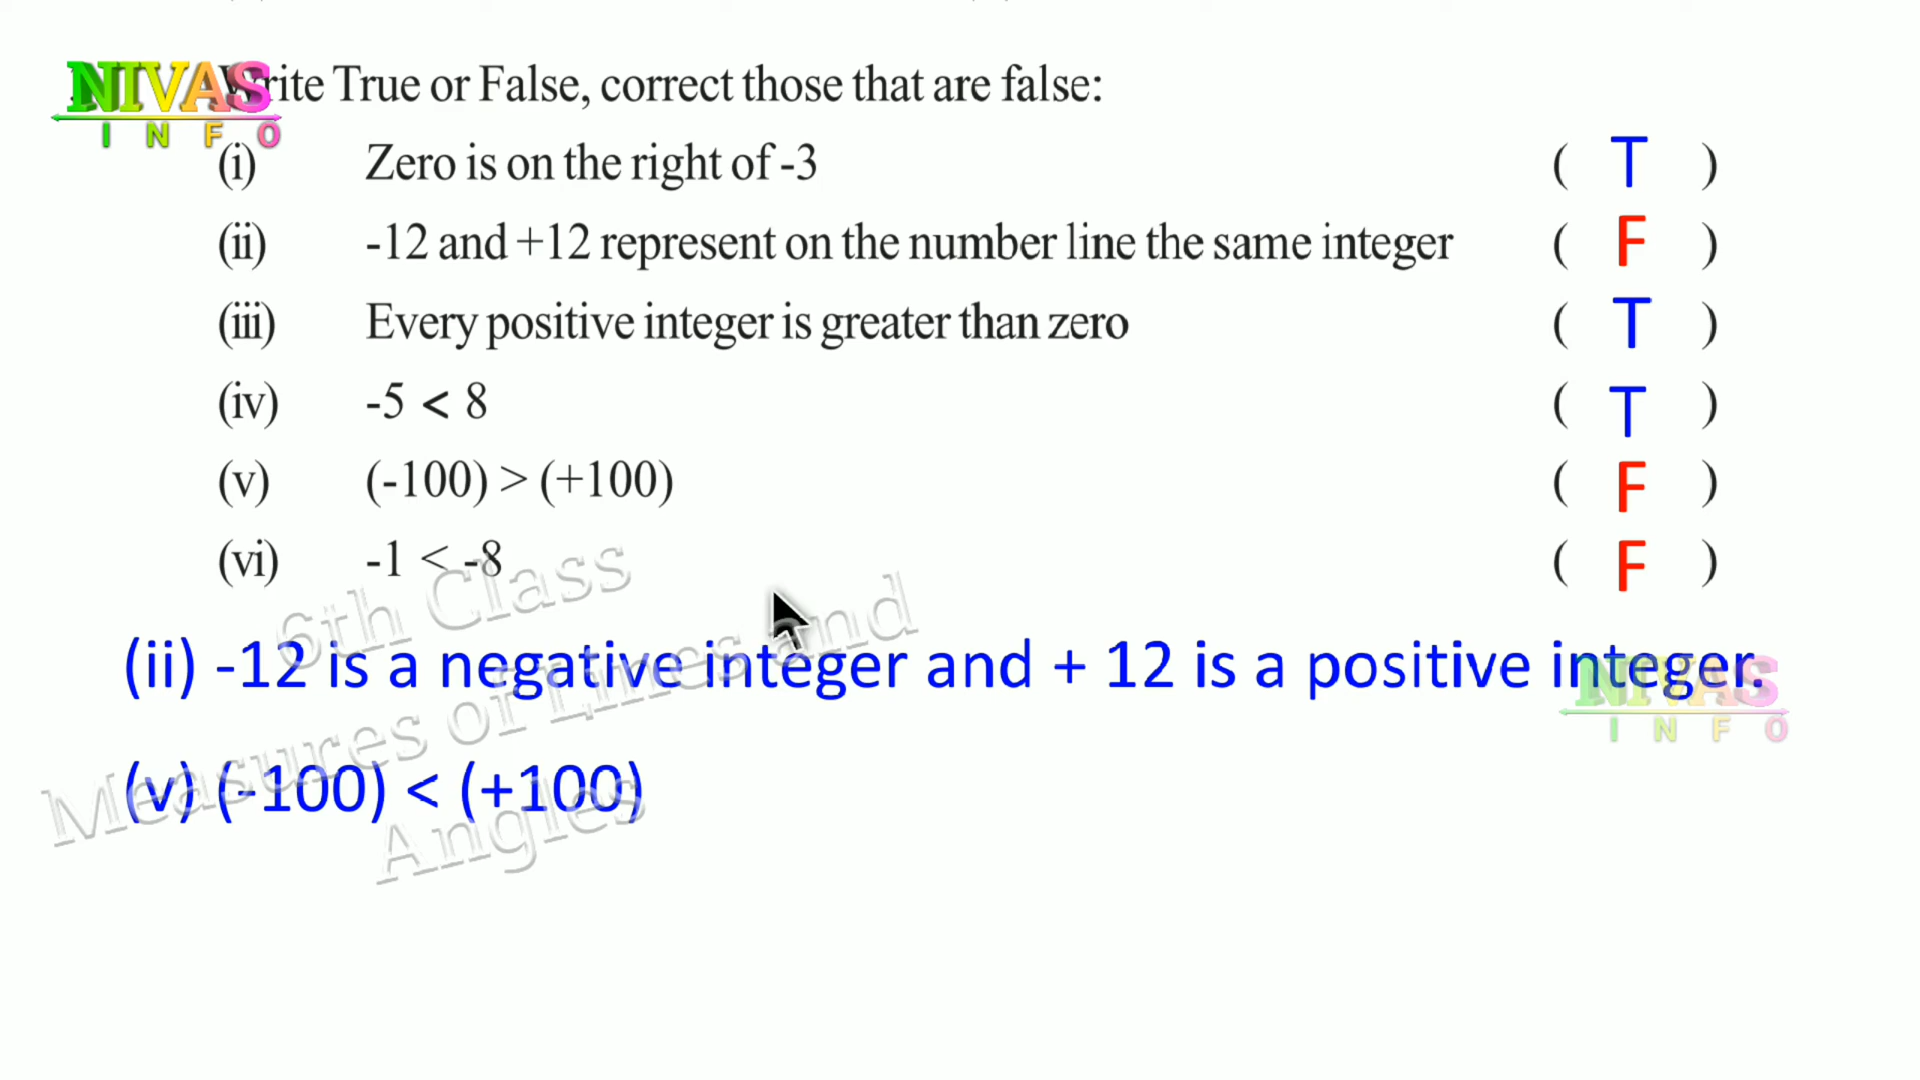 NIVAS
INFO
Write True or False, correct those that are false:
(i) Zero is on the right of -3 ( T )
(ii) -12 and +12 represent on the number line the same integer ( F )
(iii) Every positive integer is greater than zero ( T )
(iv) -5 < 8 ( T )
(v) (-100) > (+100) ( F )
(vi) -1 < -8 ( F )
6th Class
Measures of Lines and
Angles
(ii) -12 is a negative integer and + 12 is a positive integer.
NIVAS
INFO
(v) (-100) < (+100)